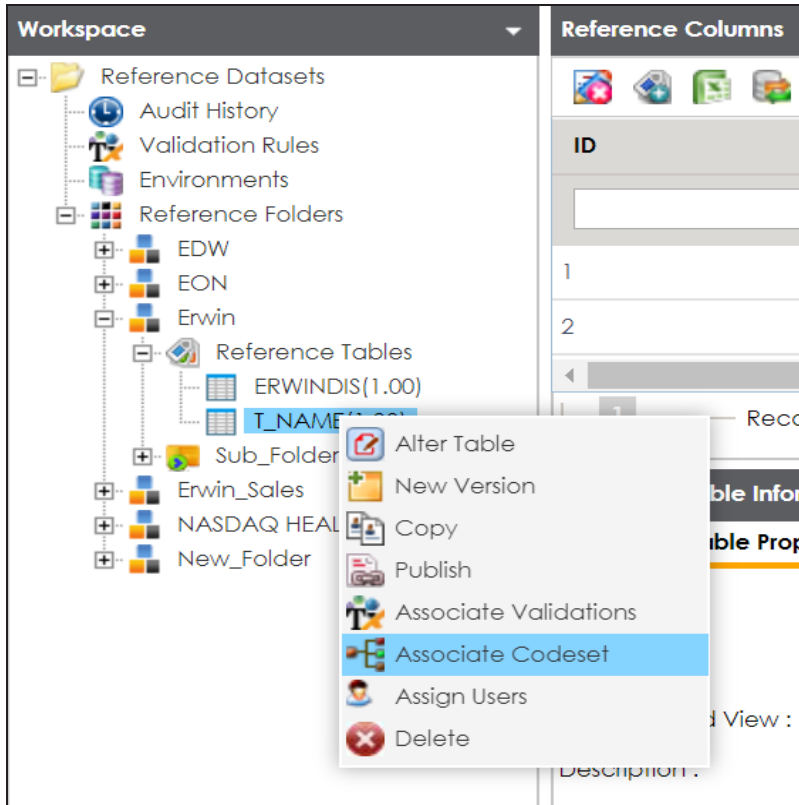 Workspace
Reference Columns
Reference Datasets
Audit History
Validation Rules
Environments
Reference Folders
EDW
EON
Erwin
Reference Tables
ERWINDIS(1.00)
T_NAME
Sub_Folder
Erwin_Sales
NASDAQ HEAL
New_Folder
Alter Table
New Version
Copy
Publish
Associate Validations
Associate Codeset
Assign Users
Delete
ID
1
2
1
Reco
ble Infor
able Prop
d View :
Description :